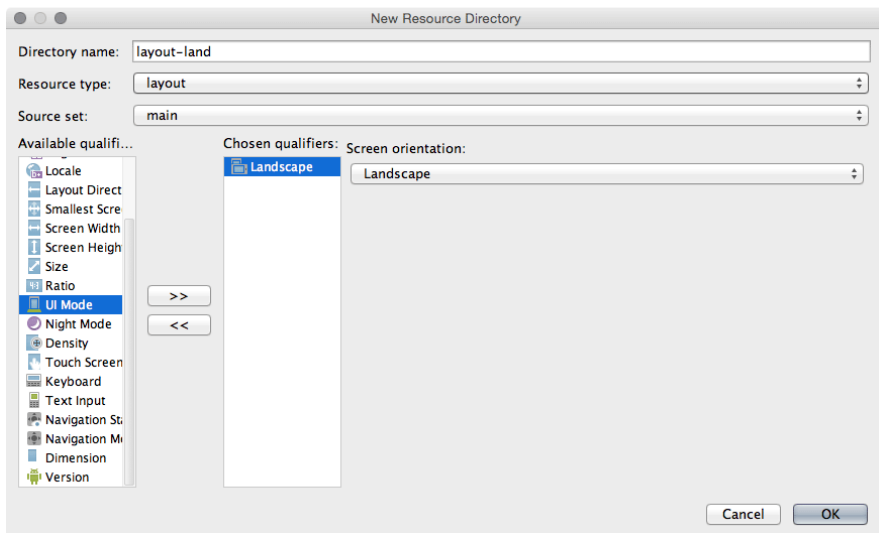 New Resource Directory
Directory name: layout-land
Resource type: layout
Source set: main
Available qualifi...
Locale
Layout Direct
Smallest Scre
Screen Width
Screen Heigh
Size
Ratio
UI Mode
Night Mode
Density
Touch Screen
Keyboard
Text Input
Navigation Sta
Navigation Me
Dimension
Version
>>
<<
Chosen qualifiers:
Landscape
Screen orientation:
Landscape
Cancel OK